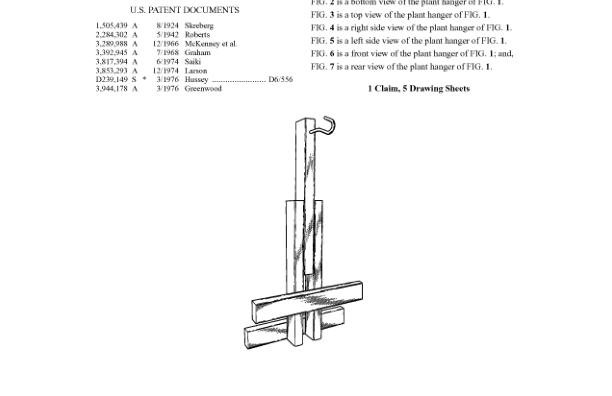 U.S. PATENT DOCUMENTS
1,505,439 A 8/1924 Skreberg
2,284,302 A 5/1942 Roberts
3,289,988 A 12/1966 McKenney et al.
3,392,945 A 7/1968 Graham
3,817,394 A 6/1974 Saiki
3,853,293 A 12/1974 Larson
D239,149 S * 3/1976 Hussey .......................... D6/556
3,944,178 A 3/1976 Greenwood
FIG. 2 is a bottom view of the plant hanger of FIG. 1.
FIG. 3 is a top view of the plant hanger of FIG. 1.
FIG. 4 is a right side view of the plant hanger of FIG. 1.
FIG. 5 is a left side view of the plant hanger of FIG. 1.
FIG. 6 is a front view of the plant hanger of FIG. 1; and,
FIG. 7 is a rear view of the plant hanger of FIG. 1.
1 Claim, 5 Drawing Sheets